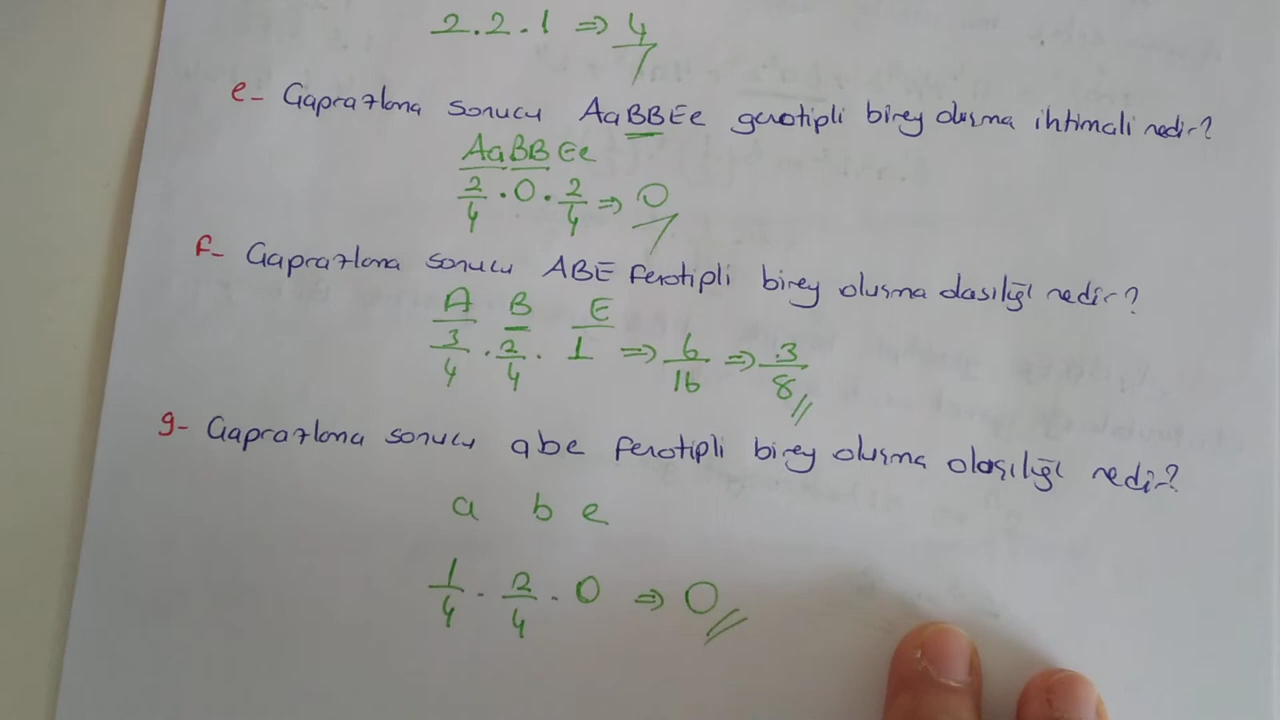 2.2.1 ⇒ 4
e- Çaprazlama sonucu AaBBEe genotipli birey oluşma ihtimali nedir?
AaBBEe
2/4 . 0 . 2/4 ⇒ 0
f- Çaprazlama sonucu ABE fenotipli birey oluşma olasılığı nedir?
A B E
3/4 . 2/4 . 1 ⇒ 6/16 ⇒ 3/8
g- Çaprazlama sonucu abe fenotipli birey oluşma olasılığı nedir?
a b e
1/4 . 2/4 . 0 ⇒ 0